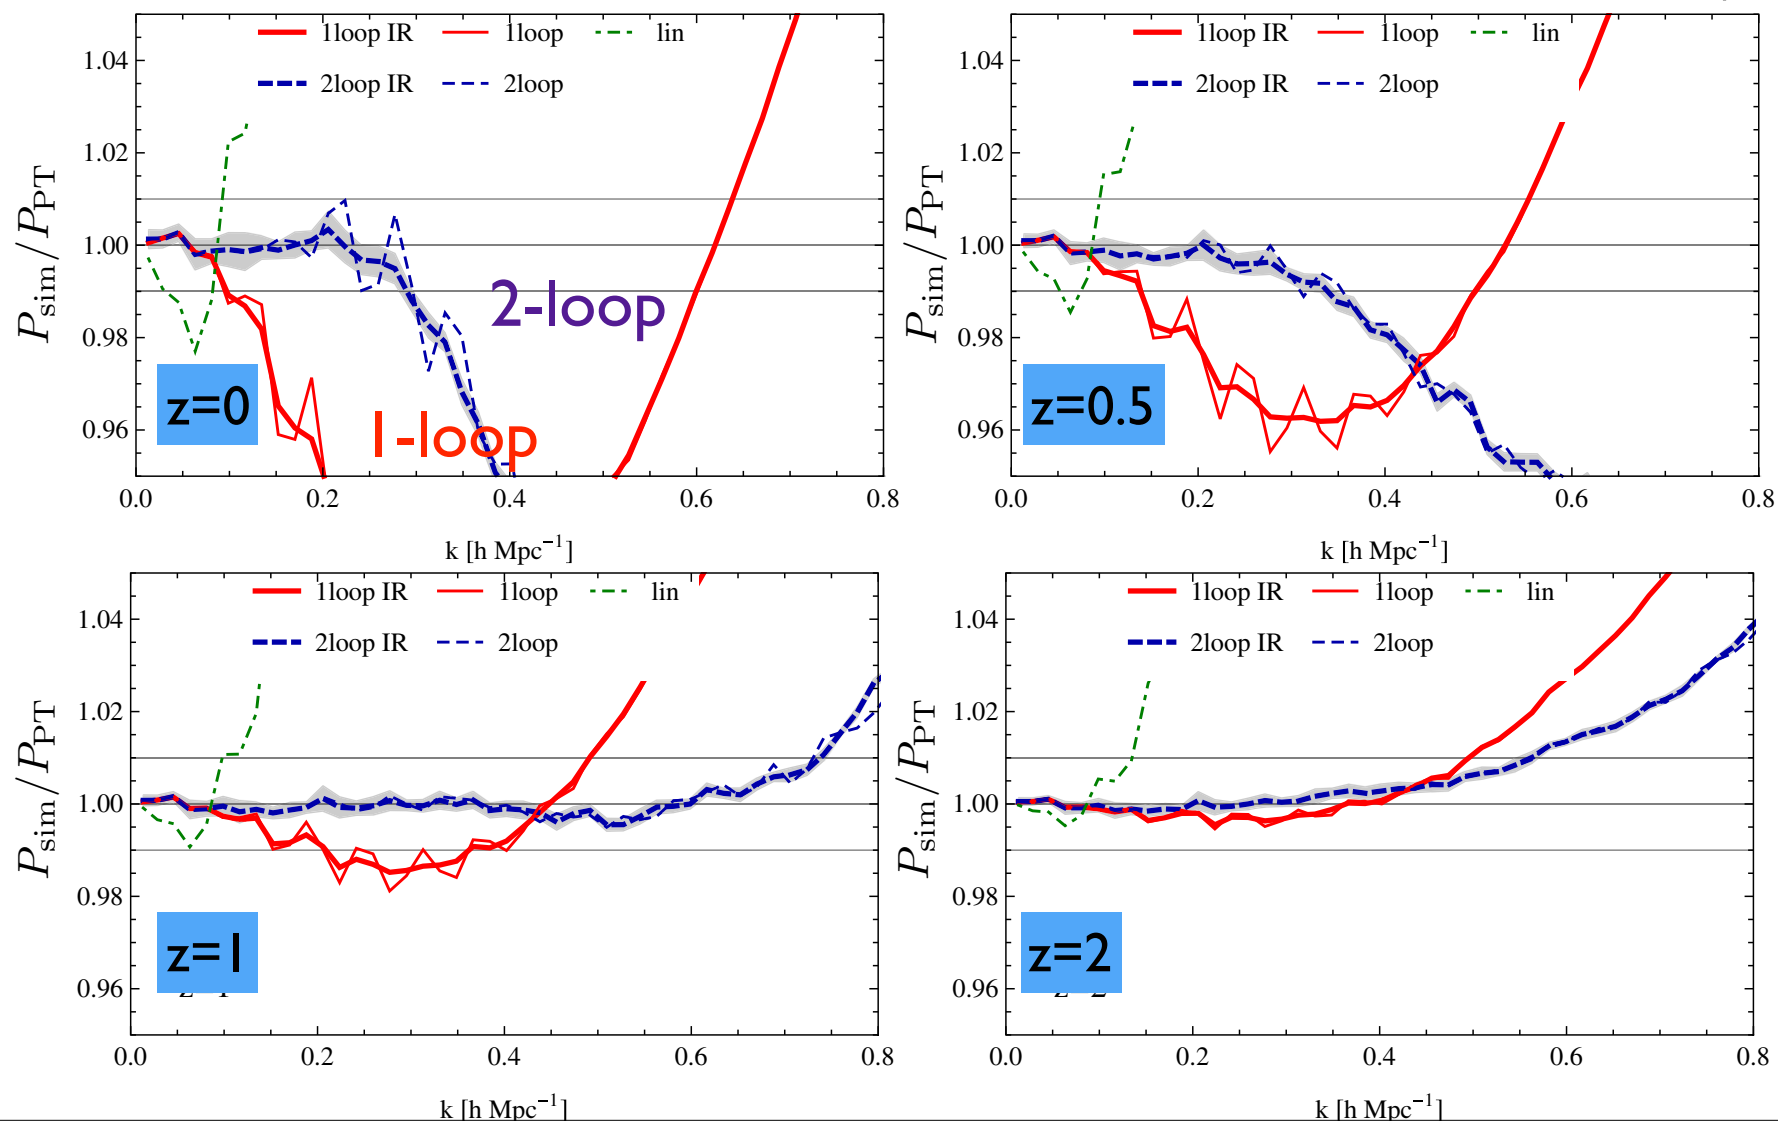 1loop IR 1loop lin
2loop IR 2loop
1.04
1.02
1.00
0.98
0.96
P_sim/P_PT
2-loop
1-loop
z=0
0.0 0.2 0.4 0.6 0.8
k [h Mpc⁻¹]
1loop IR 1loop lin
2loop IR 2loop
1.04
1.02
1.00
0.98
0.96
P_sim/P_PT
z=0.5
0.0 0.2 0.4 0.6 0.8
k [h Mpc⁻¹]
1loop IR 1loop lin
2loop IR 2loop
1.04
1.02
1.00
0.98
0.96
P_sim/P_PT
z=1
0.0 0.2 0.4 0.6 0.8
k [h Mpc⁻¹]
1loop IR 1loop lin
2loop IR 2loop
1.04
1.02
1.00
0.98
0.96
P_sim/P_PT
z=2
0.0 0.2 0.4 0.6 0.8
k [h Mpc⁻¹]